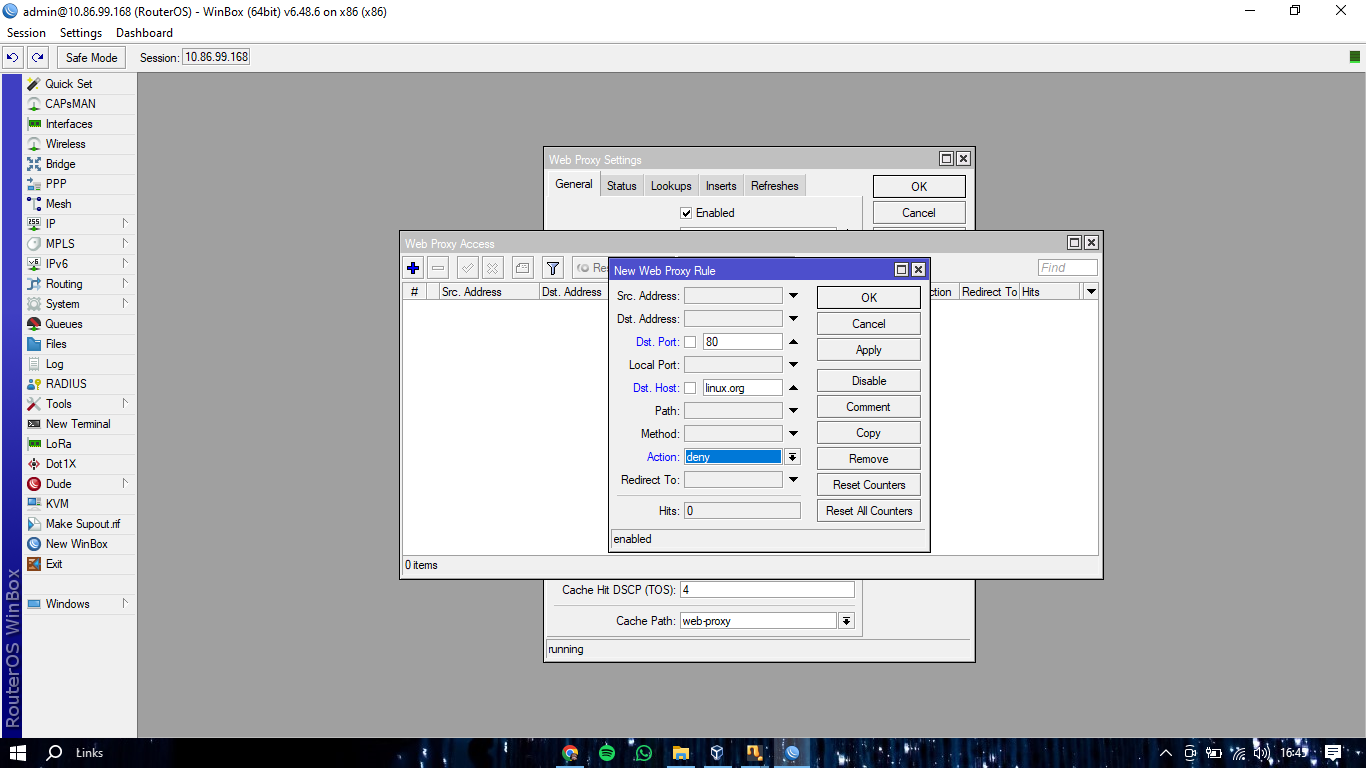 admin@10.86.99.168 (RouterOS) - WinBox (64bit) v6.48.6 on x86 (x86)
Session Settings Dashboard
Safe Mode Session: 10.86.99.168
Quick Set
CAPsMAN
Interfaces
Wireless
Bridge
PPP
Mesh
IP
MPLS
IPv6
Routing
System
Queues
Files
Log
RADIUS
Tools
New Terminal
LoRa
Dot1X
Dude
KVM
Make Supout.rif
New WinBox
Exit
Windows
RouterOS WinBox
Web Proxy Settings
General Status Lookups Inserts Refreshes
OK
Enabled
Cancel
Web Proxy Access
Find
# Src. Address Dst. Address Redirect To Hits
New Web Proxy Rule
Src. Address:
Dst. Address:
Dst. Port: 80
Local Port:
Dst. Host: linux.org
Path:
Method:
Action: deny
Redirect To:
Hits: 0
enabled
OK
Cancel
Apply
Disable
Comment
Copy
Remove
Reset Counters
Reset All Counters
0 items
Cache Hit DSCP (TOS): 4
Cache Path: web-proxy
running
Links